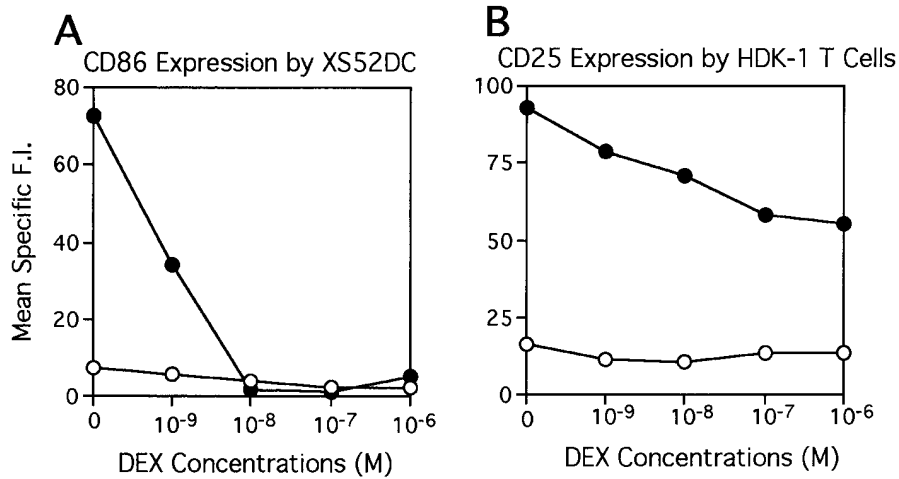 A
CD86 Expression by XS52DC
Mean Specific F.I.
80
60
40
20
0
0 10-9 10-8 10-7 10-6
DEX Concentrations (M)
B
CD25 Expression by HDK-1 T Cells
100
75
50
25
0
0 10-9 10-8 10-7 10-6
DEX Concentrations (M)